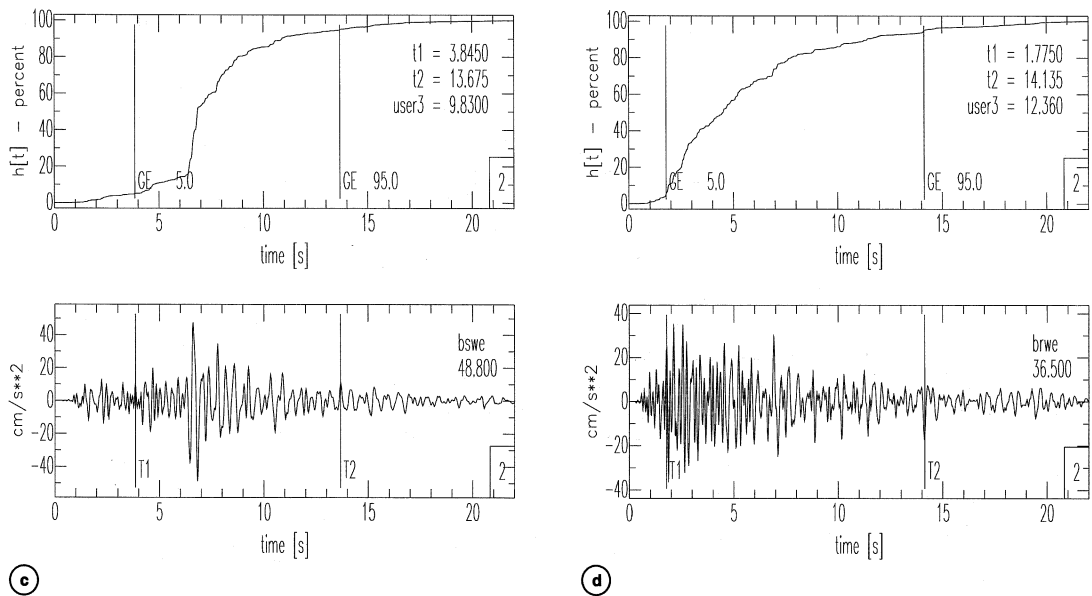 100
80
60
40
20
0
h[t] – percent
t1 = 3.8450
t2 = 13.675
user3 = 9.8300
GE 5.0
GE 95.0
2
0 5 10 15 20
time [s]
40
20
0
-20
-40
cm/s**2
bswe
48.800
T1
T2
2
0 5 10 15 20
time [s]
c
100
80
60
40
20
0
h[t] – percent
t1 = 1.7750
t2 = 14.135
user3 = 12.360
GE 5.0
GE 95.0
2
0 5 10 15 20
time [s]
40
20
0
-20
-40
cm/s**2
brwe
36.500
T1
T2
2
0 5 10 15 20
time [s]
d